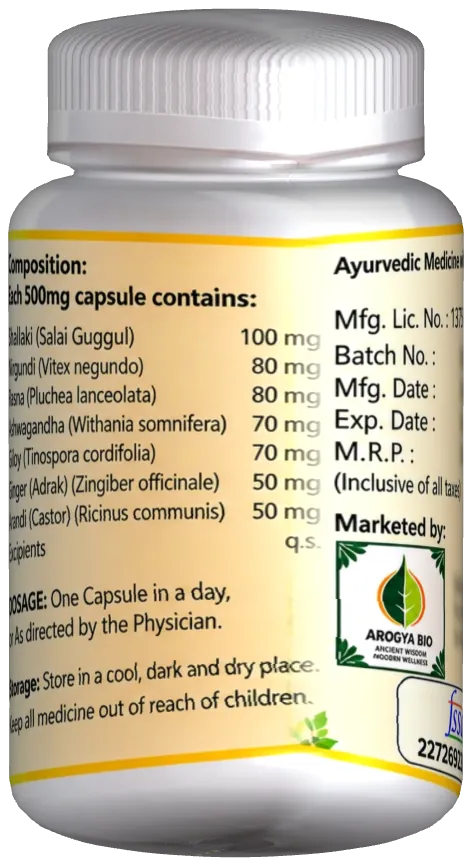 Composition:
Each 500mg capsule contains:
Shallaki (Salai Guggul) 100 mg
Nirgundi (Vitex negundo) 80 mg
Rasna (Pluchea lanceolata) 80 mg
Ashwagandha (Withania somnifera) 70 mg
Giloy (Tinospora cordifolia) 70 mg
Ginger (Adrak) (Zingiber officinale) 50 mg
Arandi (Castor) (Ricinus communis) 50 mg
Excipients q.s.
DOSAGE: One Capsule in a day,
or As directed by the Physician.
Storage: Store in a cool, dark and dry place.
Keep all medicine out of reach of children.
Ayurvedic Medicine
Mfg. Lic. No. : 137
Batch No. :
Mfg. Date :
Exp. Date :
M.R.P. :
(Inclusive of all taxes
Marketed by:
AROGYA BIO
ANCIENT WISDOM
MODERN WELLNESS
fss
2272692